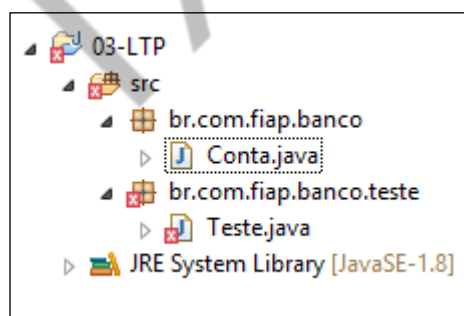 03-LTP
src
br.com.fiap.banco
Conta.java
br.com.fiap.banco.teste
Teste.java
JRE System Library [JavaSE-1.8]